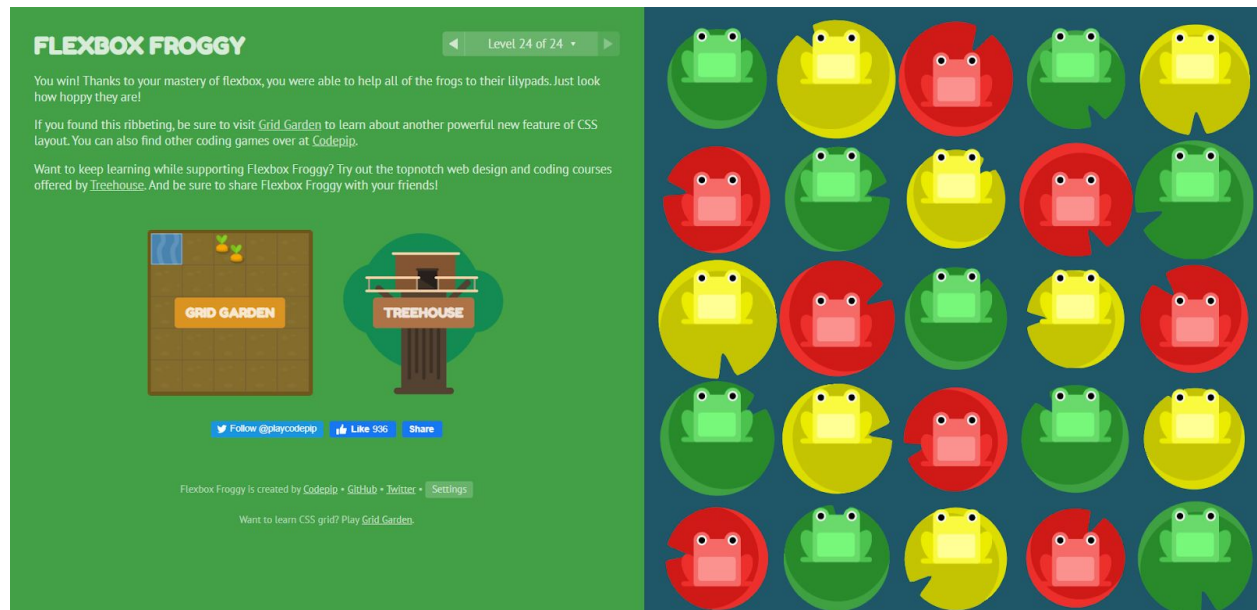 FLEXBOX FROGGY
◀ Level 24 of 24 ▾ ▶
You win! Thanks to your mastery of flexbox, you were able to help all of the frogs to their lilypads. Just look
how hoppy they are!
If you found this ribbeting, be sure to visit Grid Garden to learn about another powerful new feature of CSS
layout. You can also find other coding games over at Codepip.
Want to keep learning while supporting Flexbox Froggy? Try out the topnotch web design and coding courses
offered by Treehouse. And be sure to share Flexbox Froggy with your friends!
GRID GARDEN
TREEHOUSE
Follow @playcodepip
Like 936
Share
Flexbox Froggy is created by Codepip • GitHub • Twitter • Settings
Want to learn CSS grid? Play Grid Garden.